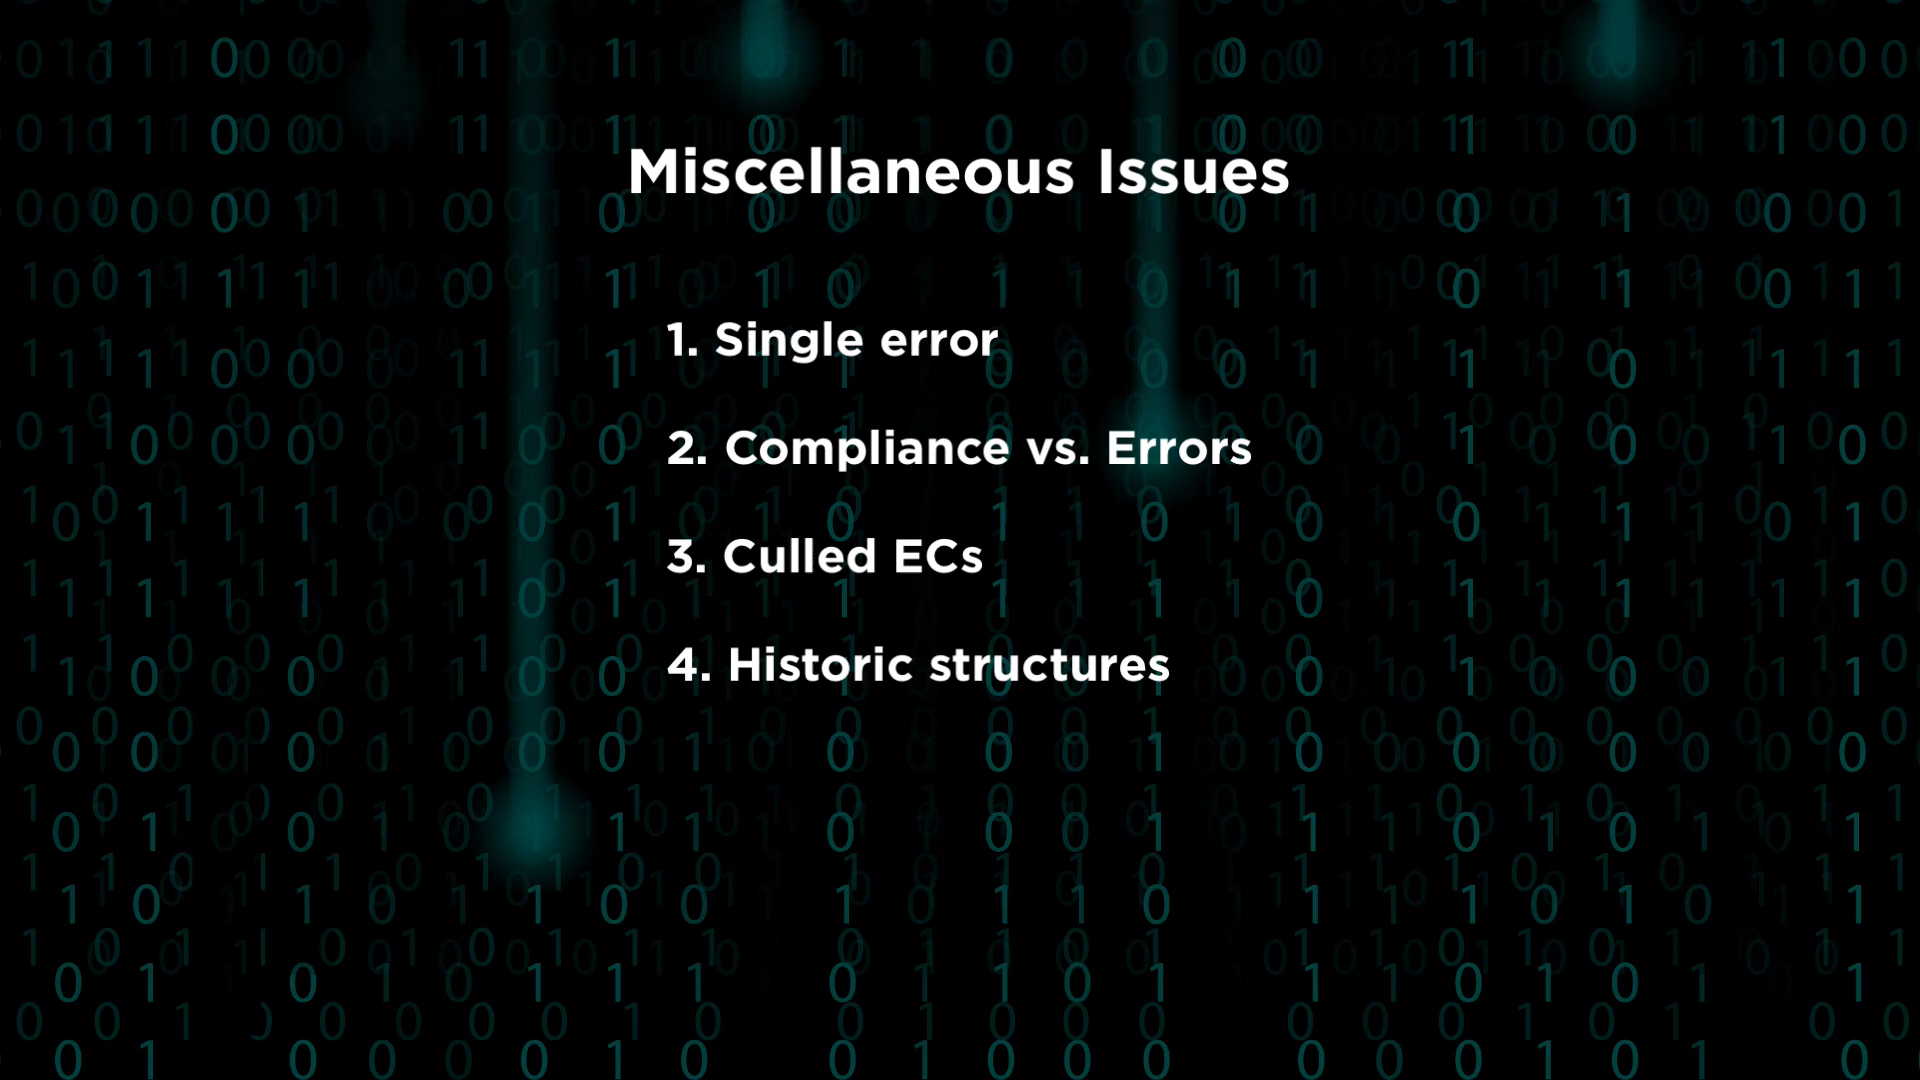 Miscellaneous Issues
1. Single error
2. Compliance vs. Errors
3. Culled ECs
4. Historic structures